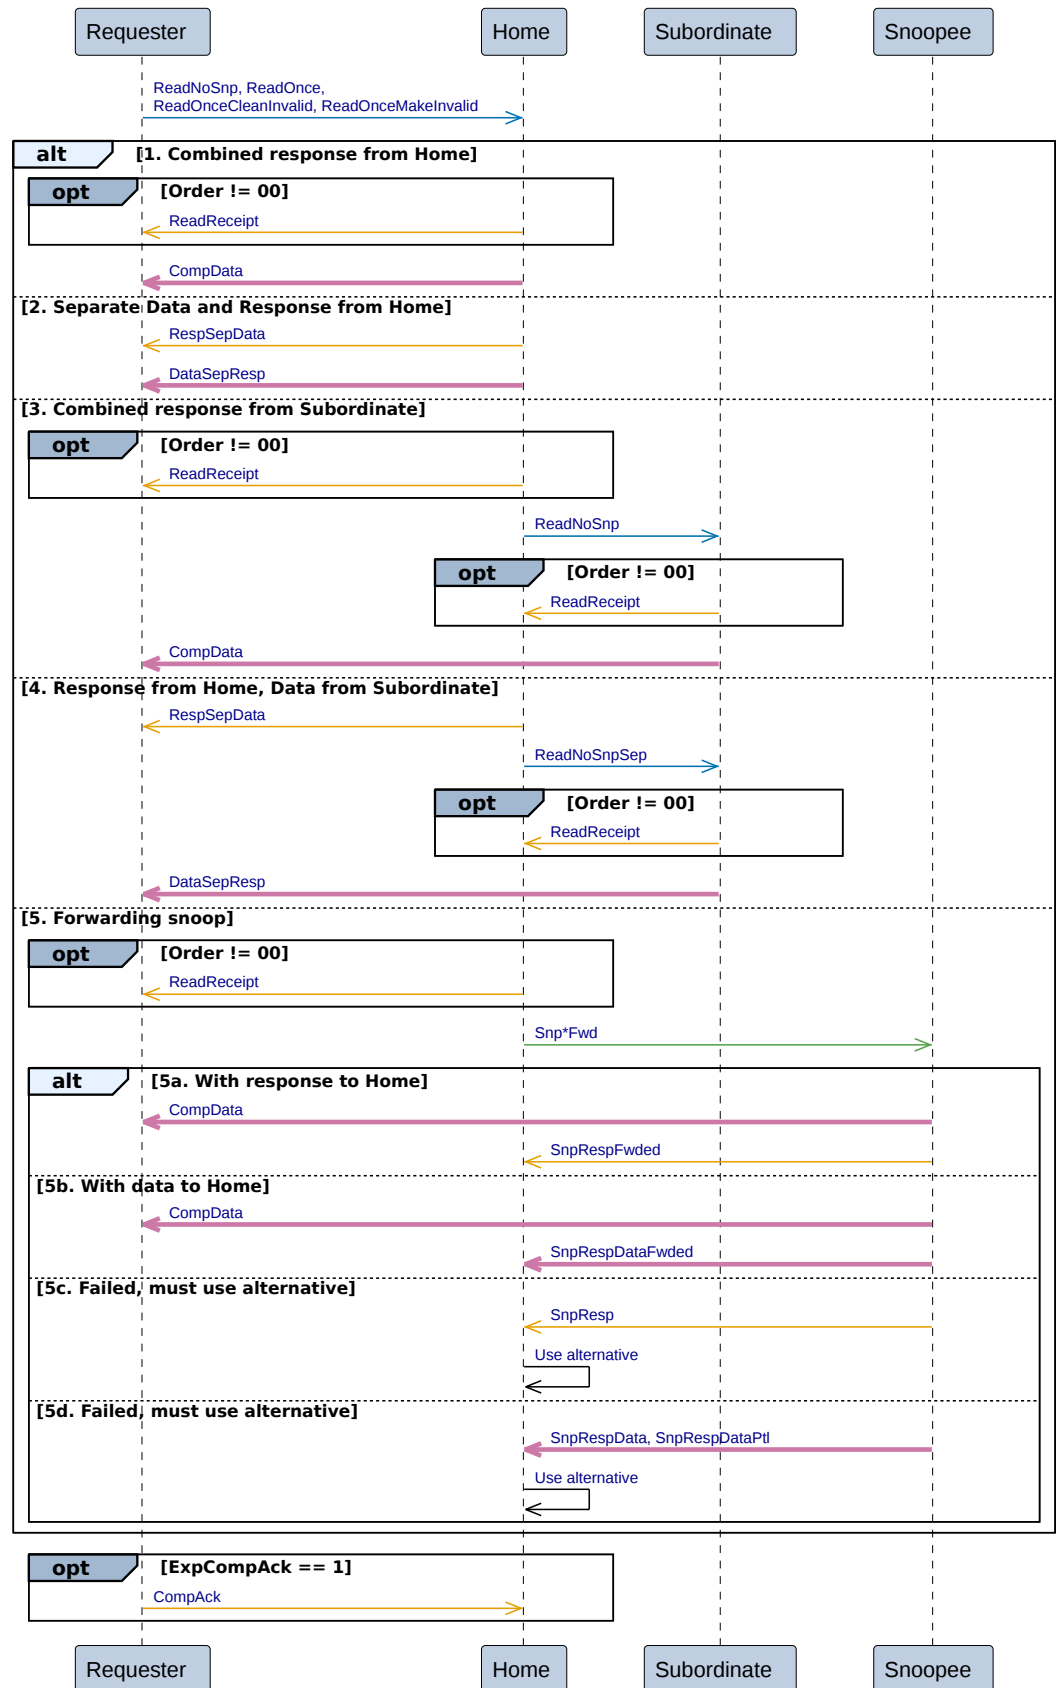 Requester Home Subordinate Snoopee
ReadNoSnp, ReadOnce,
ReadOnceCleanInvalid, ReadOnceMakeInvalid
alt [1. Combined response from Home]
opt [Order != 00]
ReadReceipt
CompData
[2. Separate Data and Response from Home]
RespSepData
DataSepResp
[3. Combined response from Subordinate]
opt [Order != 00]
ReadReceipt
ReadNoSnp
opt [Order != 00]
ReadReceipt
CompData
[4. Response from Home, Data from Subordinate]
RespSepData
ReadNoSnpSep
opt [Order != 00]
ReadReceipt
DataSepResp
[5. Forwarding snoop]
opt [Order != 00]
ReadReceipt
Snp*Fwd
alt [5a. With response to Home]
CompData
SnpRespFwded
[5b. With data to Home]
CompData
SnpRespDataFwded
[5c. Failed, must use alternative]
SnpResp
Use alternative
[5d. Failed, must use alternative]
SnpRespData, SnpRespDataPtl
Use alternative
opt [ExpCompAck == 1]
CompAck
Requester Home Subordinate Snoopee